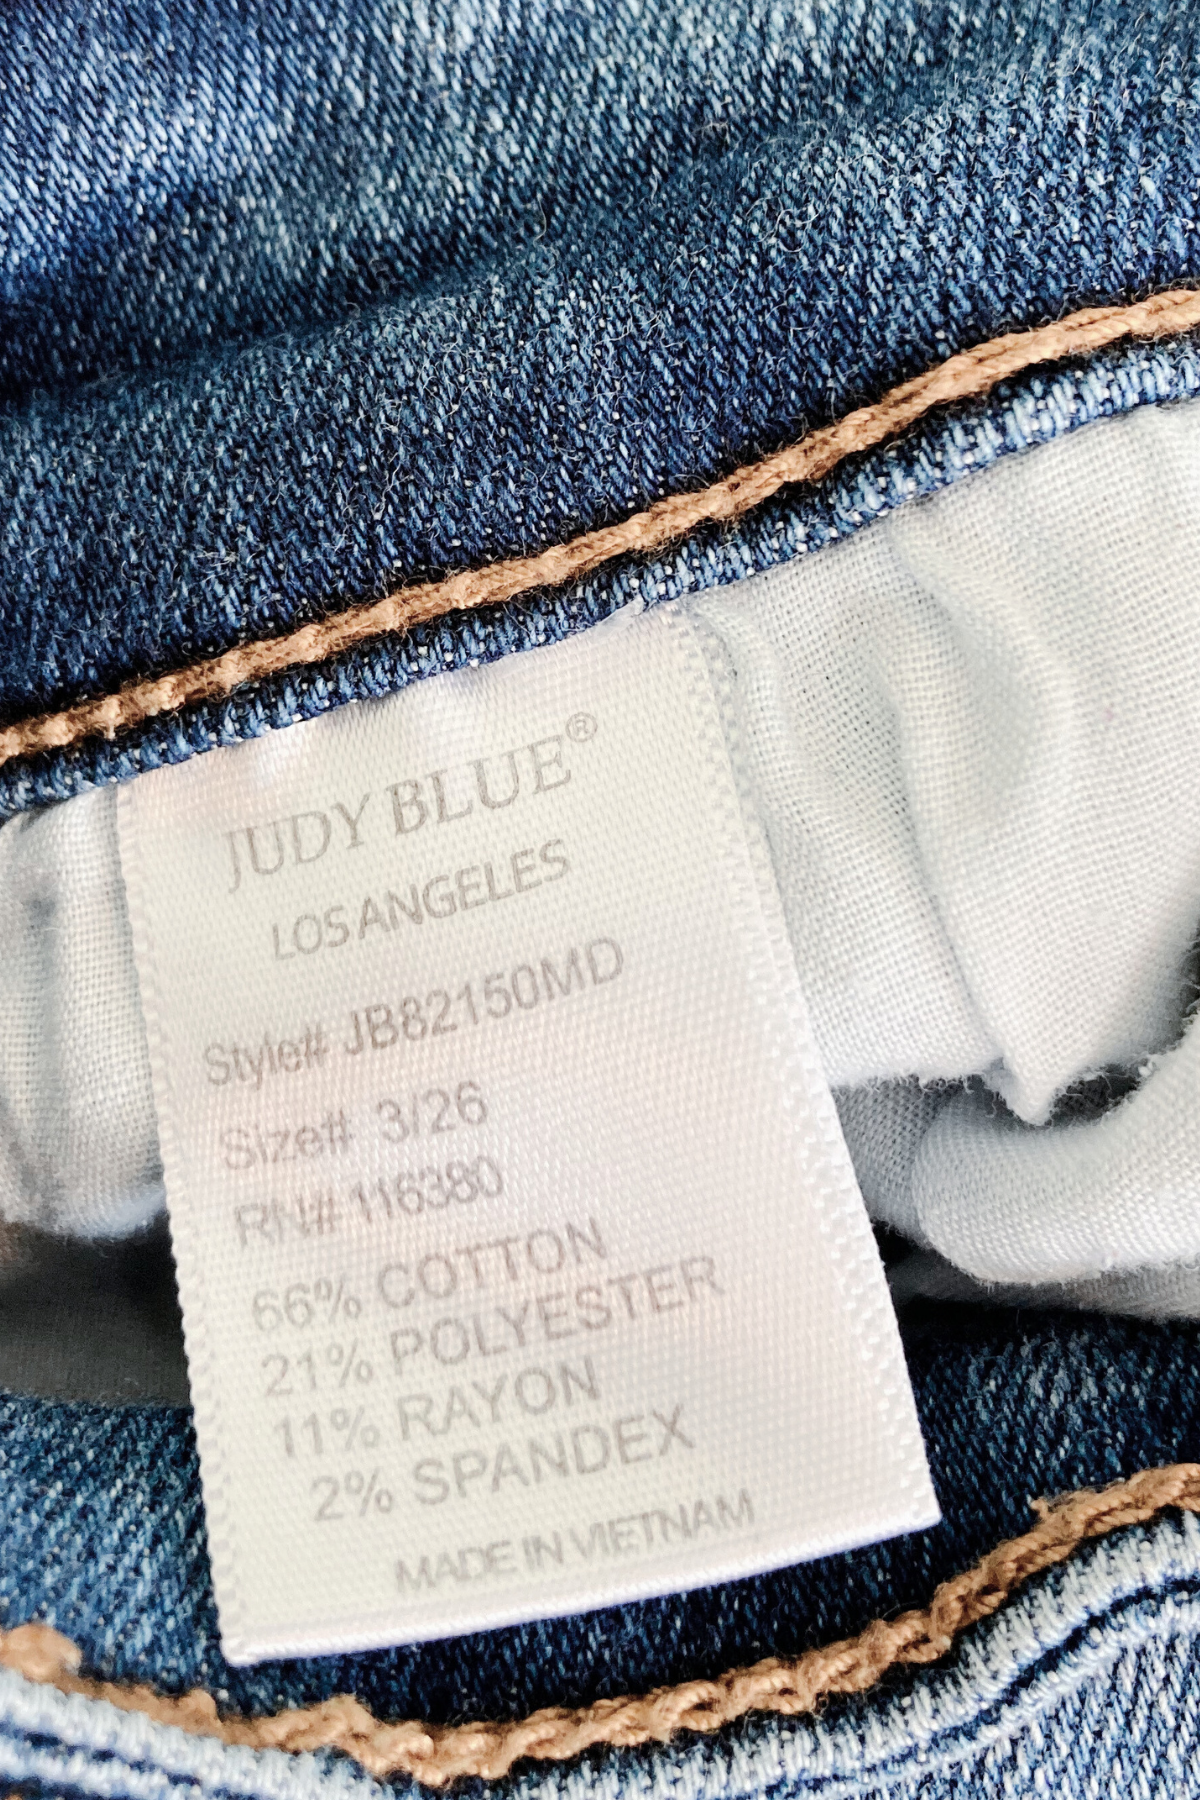 JUDY BLUE®
LOS ANGELES
Style# JB82150MD
Size# 3/26
RN# 116380
66% COTTON
21% POLYESTER
11% RAYON
2% SPANDEX
MADE IN VIETNAM